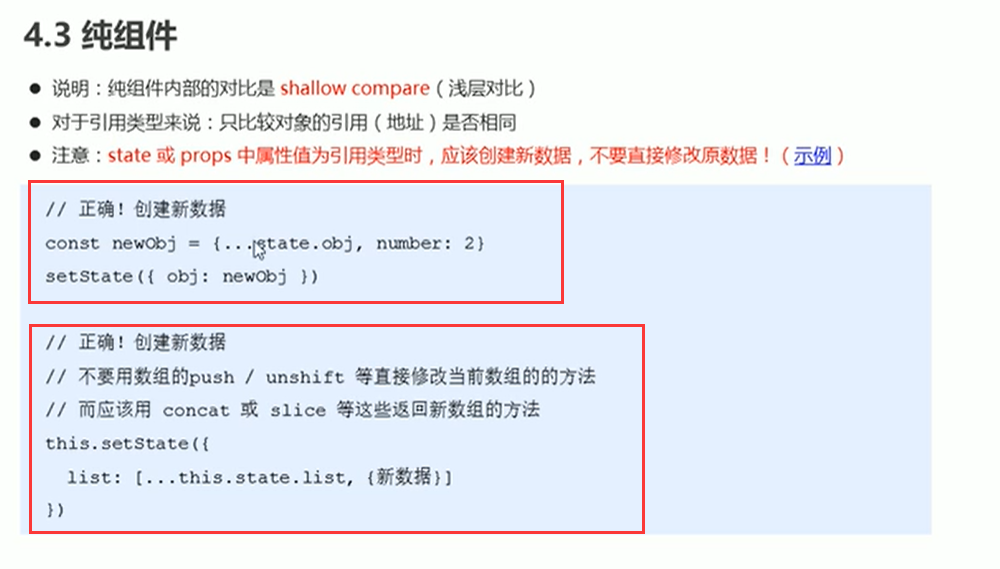 4.3 纯组件
● 说明：纯组件内部的对比是 shallow compare（浅层对比）
● 对于引用类型来说：只比较对象的引用（地址）是否相同
● 注意：state 或 props 中属性值为引用类型时，应该创建新数据，不要直接修改原数据！（示例）
// 正确！创建新数据
const newObj = {...state.obj, number: 2}
setState({ obj: newObj })
// 正确！创建新数据
// 不要用数组的push / unshift 等直接修改当前数组的的方法
// 而应该用 concat 或 slice 等这些返回新数组的方法
this.setState({
list: [...this.state.list, {新数据}]
})